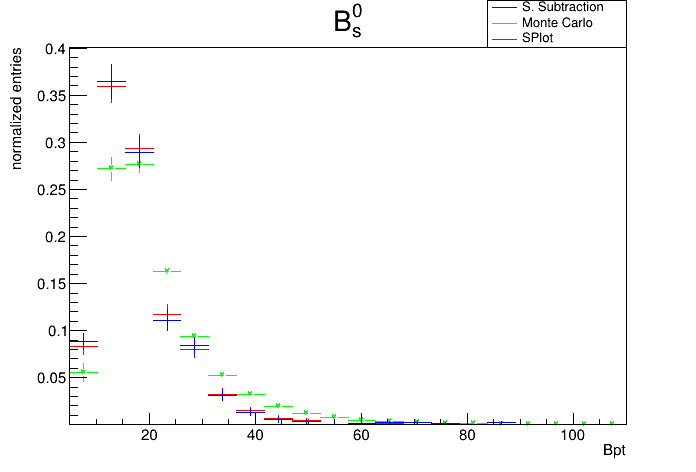 B⁰ₛ
S. Subtraction
Monte Carlo
SPlot
normalized entries
0.4
0.35
0.3
0.25
0.2
0.15
0.1
0.05
20 40 60 80 100
Bpt